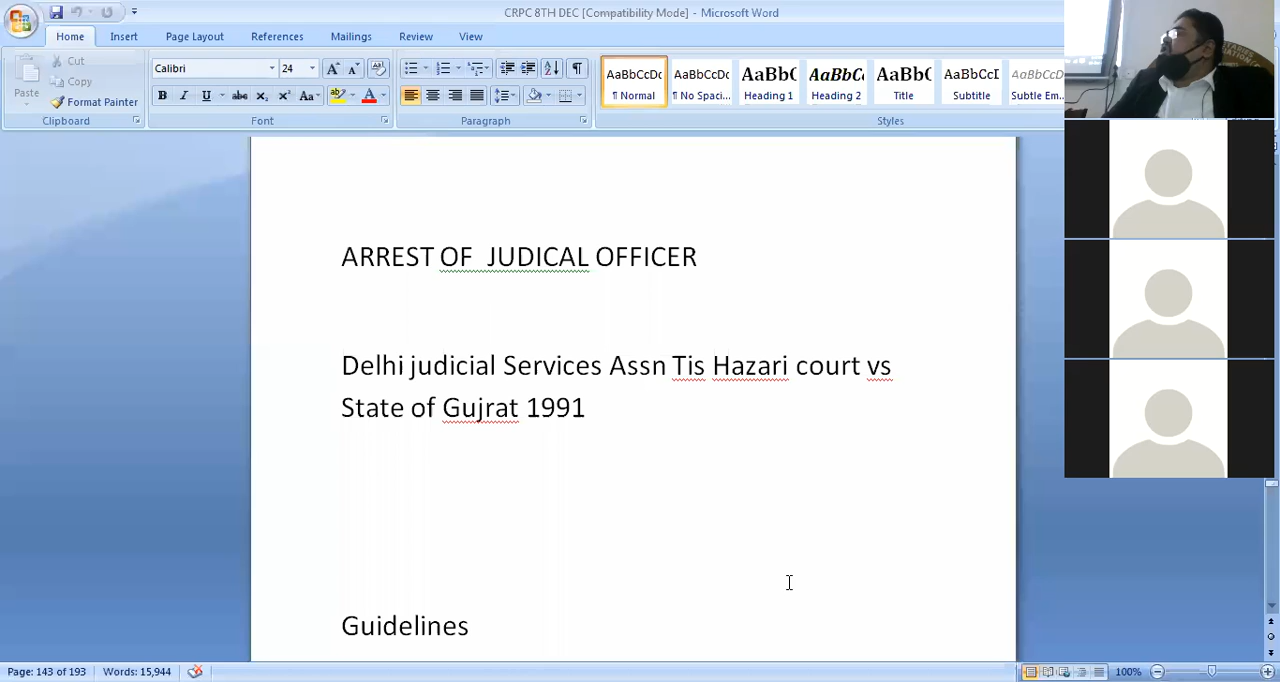 CRPC 8TH DEC [Compatibility Mode] - Microsoft Word
Home Insert Page Layout References Mailings Review View
Paste
Cut
Copy
Format Painter
Clipboard
Calibri 24
Font
Paragraph
AaBbCcDc AaBbCcDc AaBbC AaBbC AaBbC AaBbCcI AaBbCcD
¶ Normal ¶ No Spaci... Heading 1 Heading 2 Title Subtitle Subtle Em...
Styles
ARREST OF JUDICAL OFFICER
Delhi judicial Services Assn Tis Hazari court vs
State of Gujrat 1991
Guidelines
Page: 143 of 193 Words: 15,944 100%